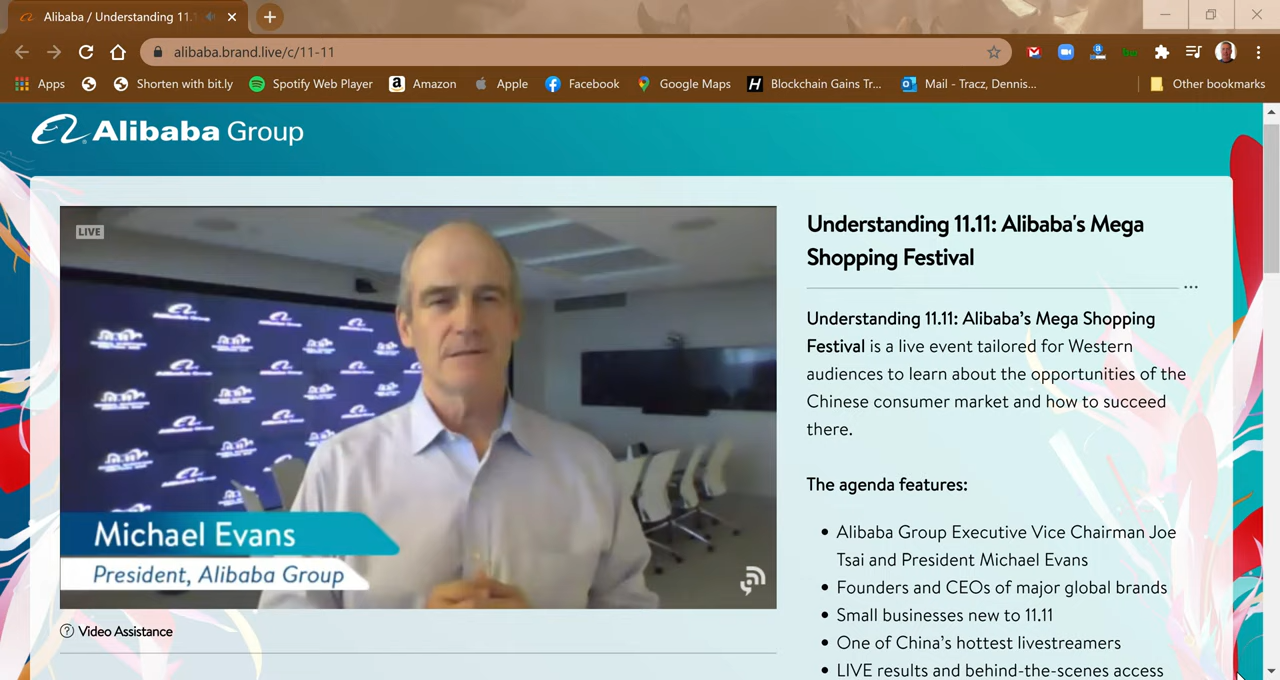 Alibaba / Understanding 11.1
alibaba.brand.live/c/11-11
Apps
Shorten with bit.ly
Spotify Web Player
Amazon
Apple
Facebook
Google Maps
Blockchain Gains Tr...
Mail - Tracz, Dennis...
Other bookmarks
Alibaba Group
LIVE
Michael Evans
President, Alibaba Group
Video Assistance
Understanding 11.11: Alibaba's Mega
Shopping Festival
...
Understanding 11.11: Alibaba’s Mega Shopping
Festival is a live event tailored for Western
audiences to learn about the opportunities of the
Chinese consumer market and how to succeed
there.
The agenda features:
• Alibaba Group Executive Vice Chairman Joe
Tsai and President Michael Evans
• Founders and CEOs of major global brands
• Small businesses new to 11.11
• One of China’s hottest livestreamers
• LIVE results and behind-the-scenes access